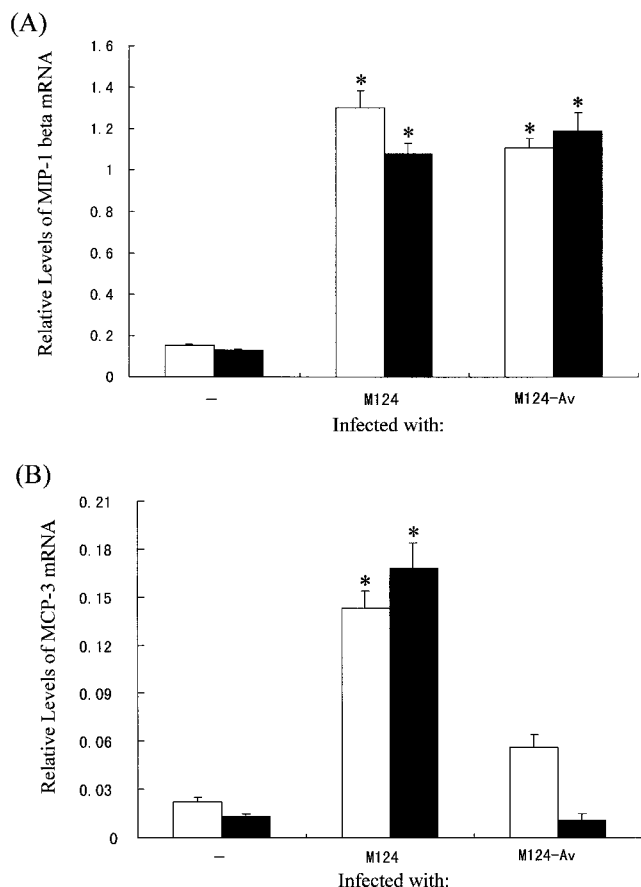 (A)
Relative Levels of MIP-1 beta mRNA
1.6
1.4
1.2
1
0.8
0.6
0.4
0.2
0
*
*
*
*
—
M124
M124-Av
Infected with:
(B)
Relative Levels of MCP-3 mRNA
0.21
0.18
0.15
0.12
0.09
0.06
0.03
0
*
*
—
M124
M124-Av
Infected with: